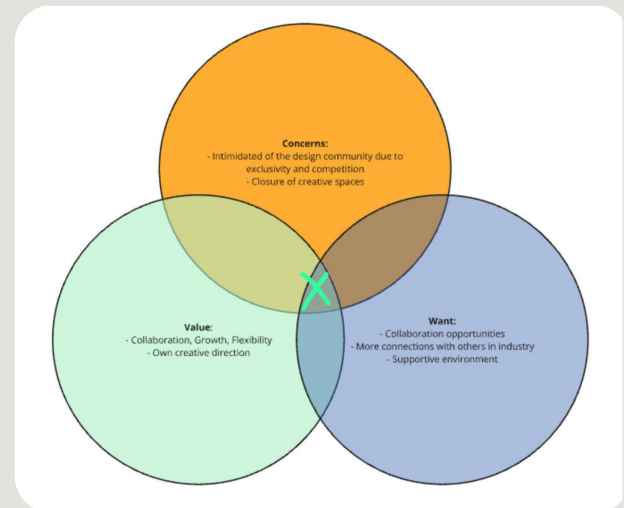 Concerns:
- Intimidated of the design community due to
exclusivity and competition
- Closure of creative spaces
Value:
- Collaboration, Growth, Flexibility
- Own creative direction
Want:
- Collaboration opportunities
- More connections with others in industry
- Supportive environment
X